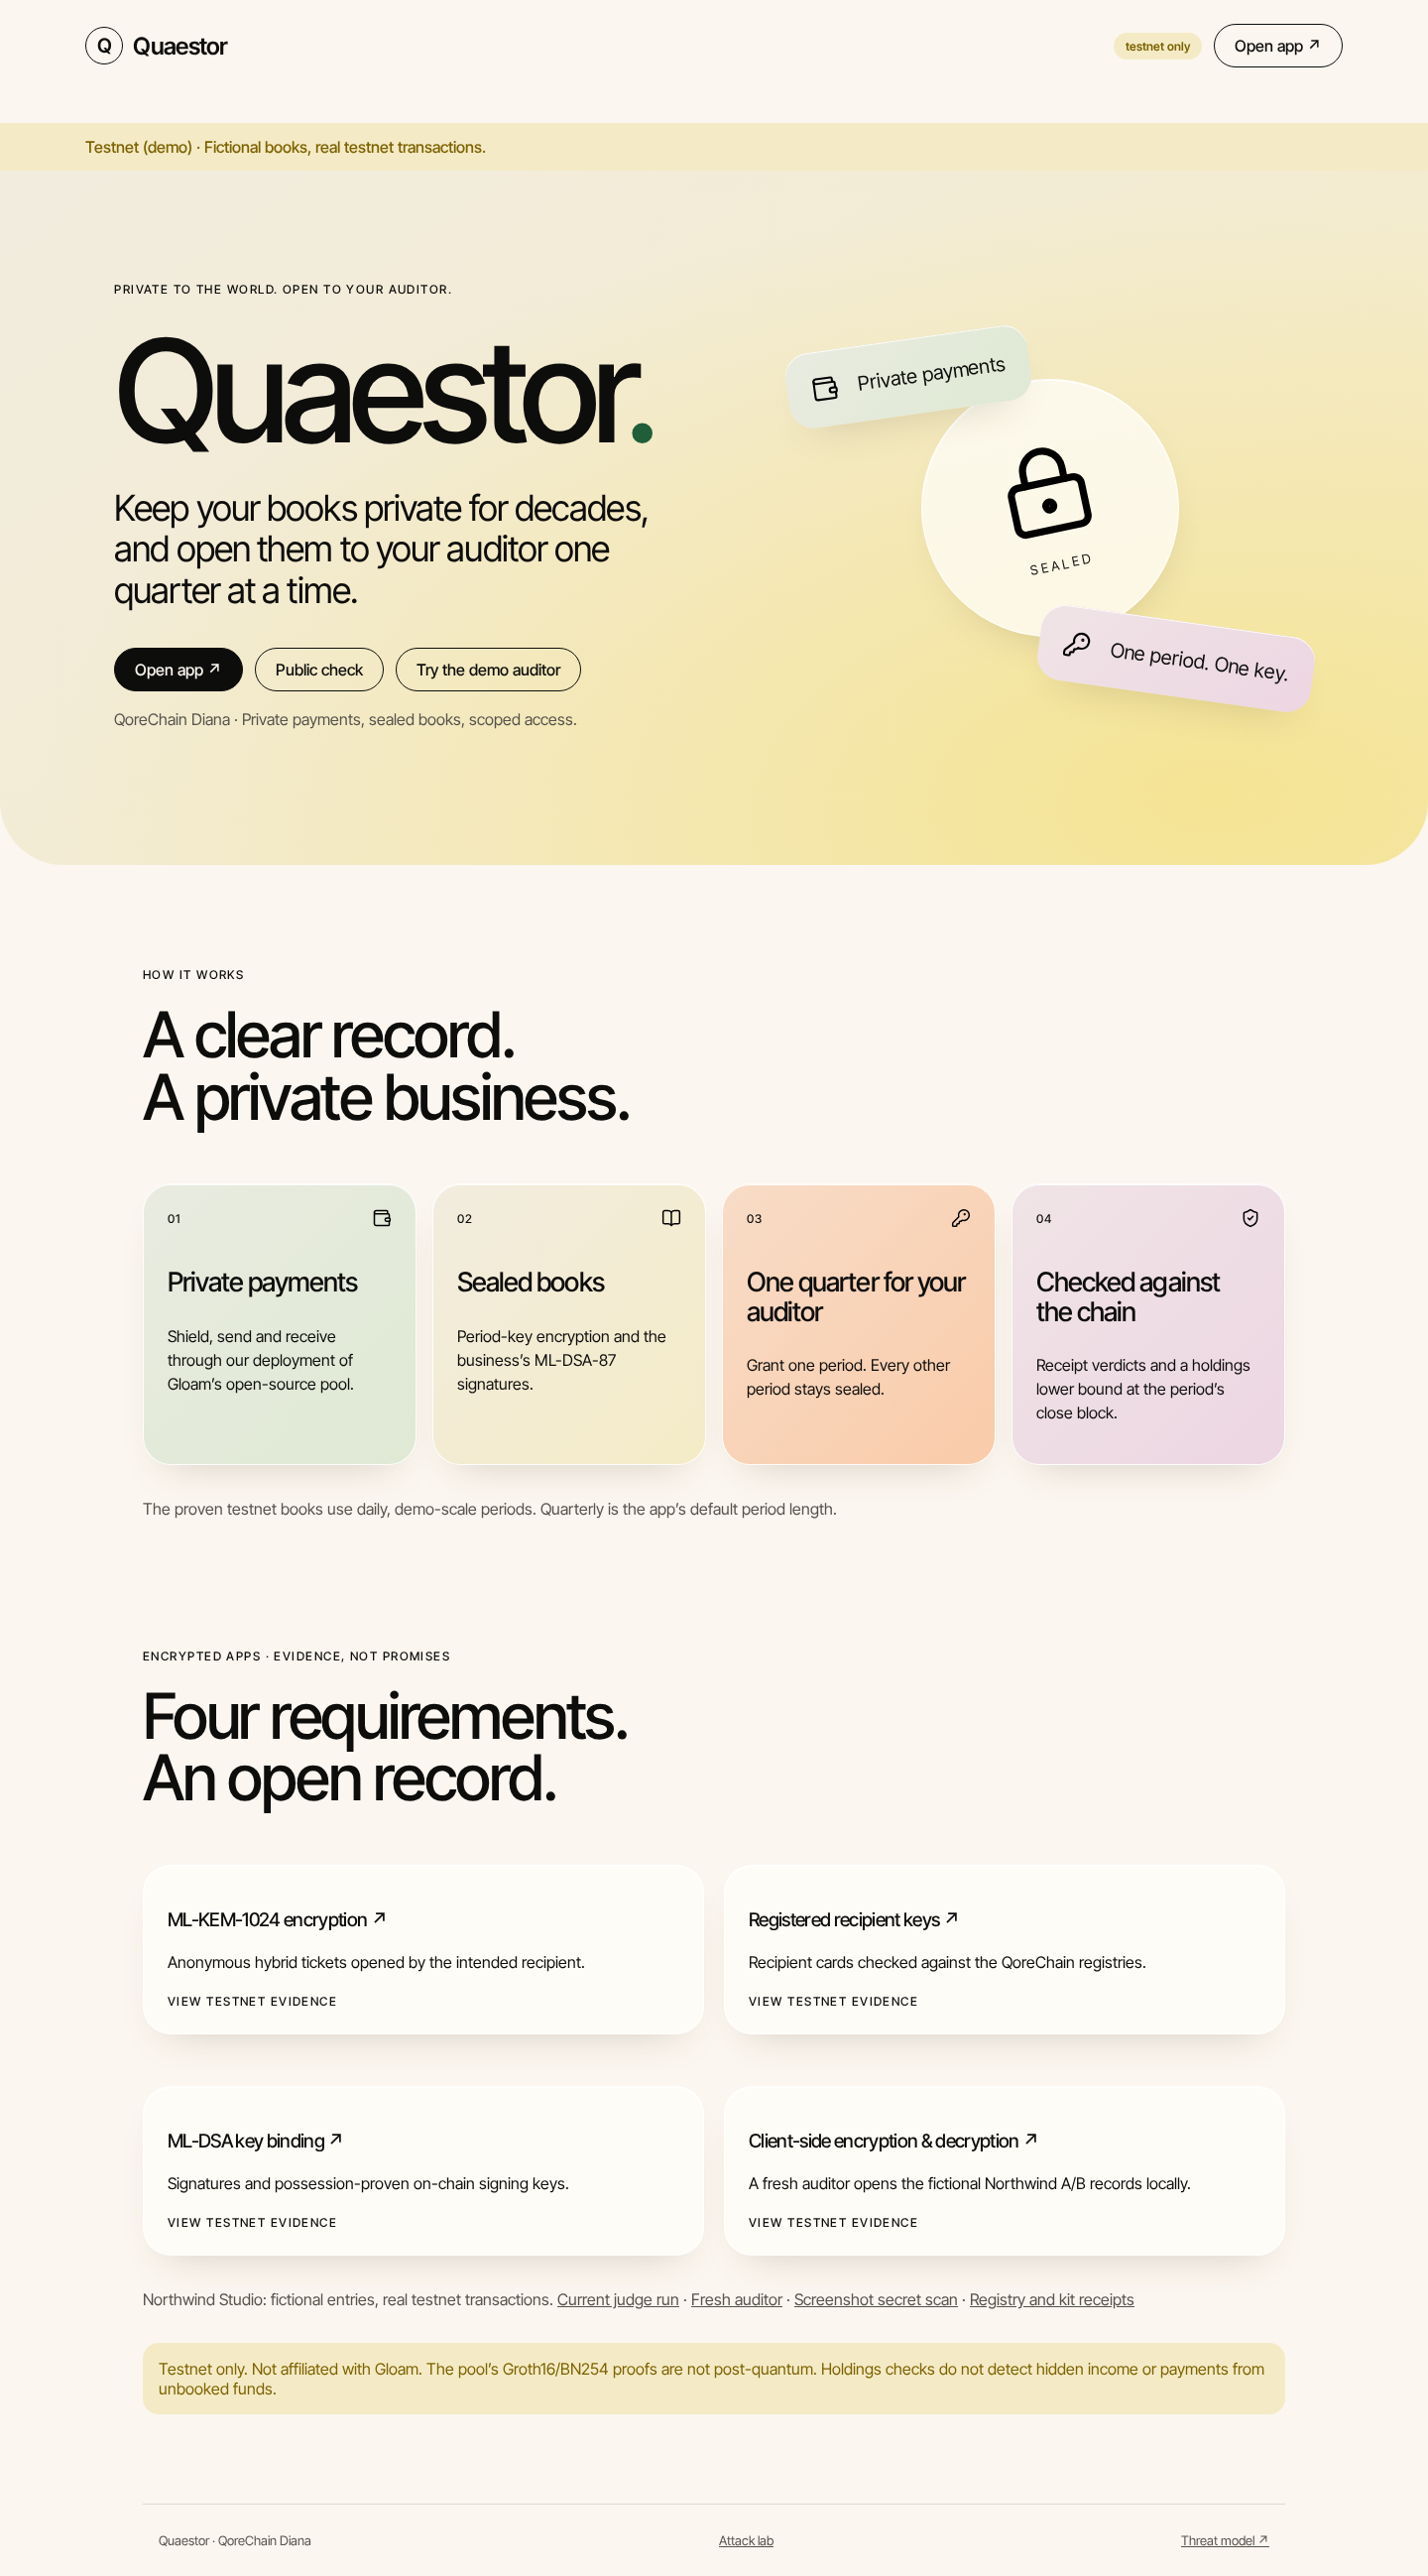 Q Quaestor
testnet only
Open app ↗
Testnet (demo) · Fictional books, real testnet transactions.
PRIVATE TO THE WORLD. OPEN TO YOUR AUDITOR.
Quaestor.
Keep your books private for decades,
and open them to your auditor one
quarter at a time.
Open app ↗
Public check
Try the demo auditor
QoreChain Diana · Private payments, sealed books, scoped access.
Private payments
SEALED
One period. One key.
HOW IT WORKS
A clear record.
A private business.
01
Private payments
Shield, send and receive
through our deployment of
Gloam’s open-source pool.
02
Sealed books
Period-key encryption and the
business’s ML-DSA-87
signatures.
03
One quarter for your
auditor
Grant one period. Every other
period stays sealed.
04
Checked against
the chain
Receipt verdicts and a holdings
lower bound at the period’s
close block.
The proven testnet books use daily, demo-scale periods. Quarterly is the app’s default period length.
ENCRYPTED APPS · EVIDENCE, NOT PROMISES
Four requirements.
An open record.
ML-KEM-1024 encryption ↗
Anonymous hybrid tickets opened by the intended recipient.
VIEW TESTNET EVIDENCE
Registered recipient keys ↗
Recipient cards checked against the QoreChain registries.
VIEW TESTNET EVIDENCE
ML-DSA key binding ↗
Signatures and possession-proven on-chain signing keys.
VIEW TESTNET EVIDENCE
Client-side encryption & decryption ↗
A fresh auditor opens the fictional Northwind A/B records locally.
VIEW TESTNET EVIDENCE
Northwind Studio: fictional entries, real testnet transactions. Current judge run · Fresh auditor · Screenshot secret scan · Registry and kit receipts
Testnet only. Not affiliated with Gloam. The pool’s Groth16/BN254 proofs are not post-quantum. Holdings checks do not detect hidden income or payments from
unbooked funds.
Quaestor · QoreChain Diana
Attack lab
Threat model ↗